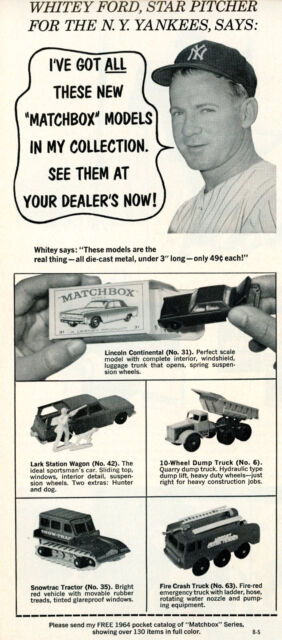 WHITEY FORD, STAR PITCHER
FOR THE N. Y. YANKEES, SAYS:
I'VE GOT ALL
THESE NEW
"MATCHBOX" MODELS
IN MY COLLECTION.
SEE THEM AT
YOUR DEALER'S NOW!
NY
Whitey says: "These models are the
real thing—all die-cast metal, under 3" long—only 49¢ each!"
"MATCHBOX"
Lincoln Continental (No. 31). Perfect scale
model with complete interior, windshield,
luggage trunk that opens, spring suspen-
sion wheels.
Lark Station Wagon (No. 42). The
ideal sportsman's car. Sliding top,
windows, interior detail, suspen-
sion wheels. Two extras: Hunter
and dog.
10-Wheel Dump Truck (No. 6).
Quarry dump truck. Hydraulic type
dump lift, heavy duty wheels—just
right for heavy construction jobs.
SNOW-TRAC
Snowtrac Tractor (No. 35). Bright
red vehicle with movable rubber
treads, tinted glareproof windows.
Fire Crash Truck (No. 63). Fire-red
emergency truck with ladder, hose,
rotating water nozzle and pump-
ing equipment.
Please send my FREE 1964 pocket catalog of "Matchbox" Series,
showing over 130 items in full color.